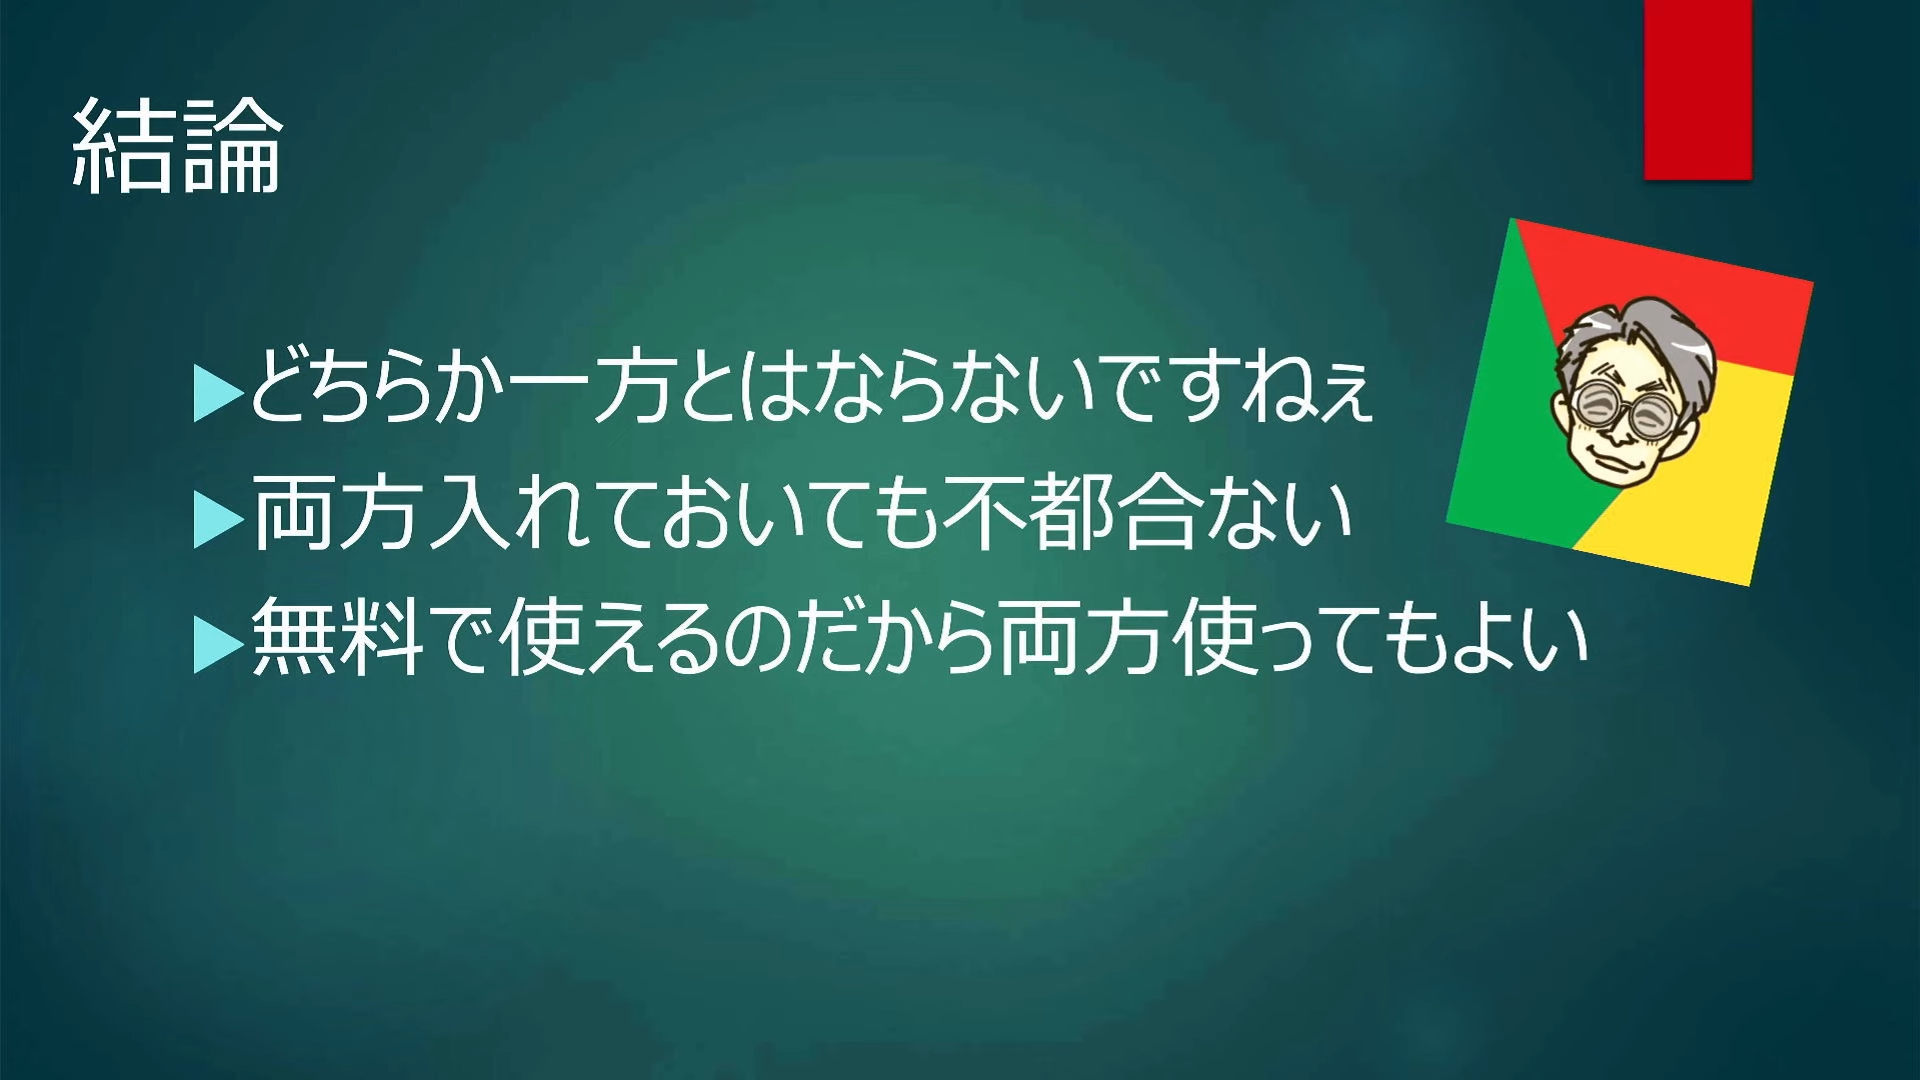 結論
どちらか一方とはならないですねぇ
両方入れておいても不都合ない
無料で使えるのだから両方使ってもよい